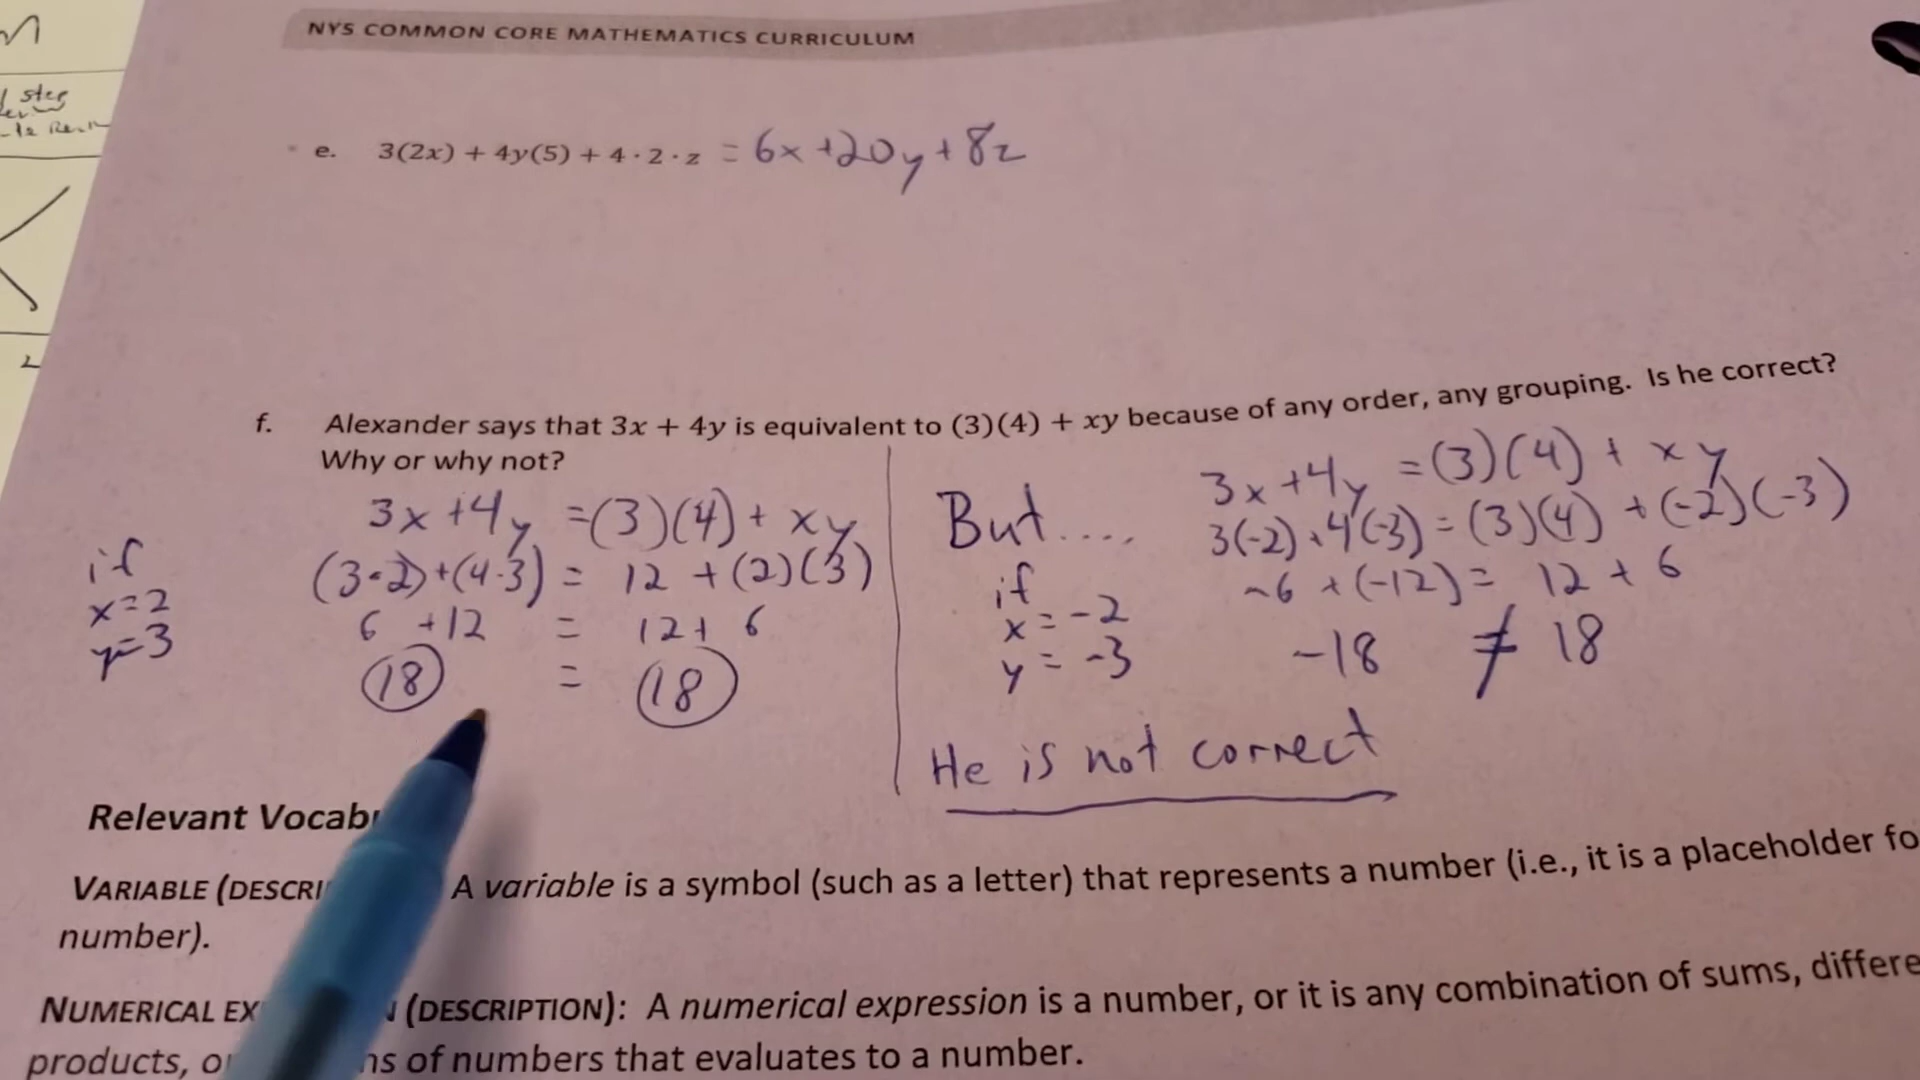 NYS COMMON CORE MATHEMATICS CURRICULUM
step
e. 3(2x) + 4y(5) + 4 · 2 · z = 6x + 20y + 8z
f. Alexander says that 3x + 4y is equivalent to (3)(4) + xy because of any order, any grouping. Is he correct?
Why or why not?
3x + 4y = (3)(4) + xy
(3·2)+(4·3) = 12 + (2)(3)
6 + 12 = 12 + 6
18 = 18
if
x=2
y=3
But....
if
x = -2
y = -3
3x + 4y = (3)(4) + xy
3(-2)+4(-3) = (3)(4) + (-2)(-3)
-6 + (-12) = 12 + 6
-18 ≠ 18
He is not correct
Relevant
VARIABLE A variable is a symbol (such as a letter) that represents a number (i.e., it is a placeholder
number).
NUMERICAL (DESCRIPTION): A numerical expression is a number, or it is any combination of sums,
products, of numbers that evaluates to a number.